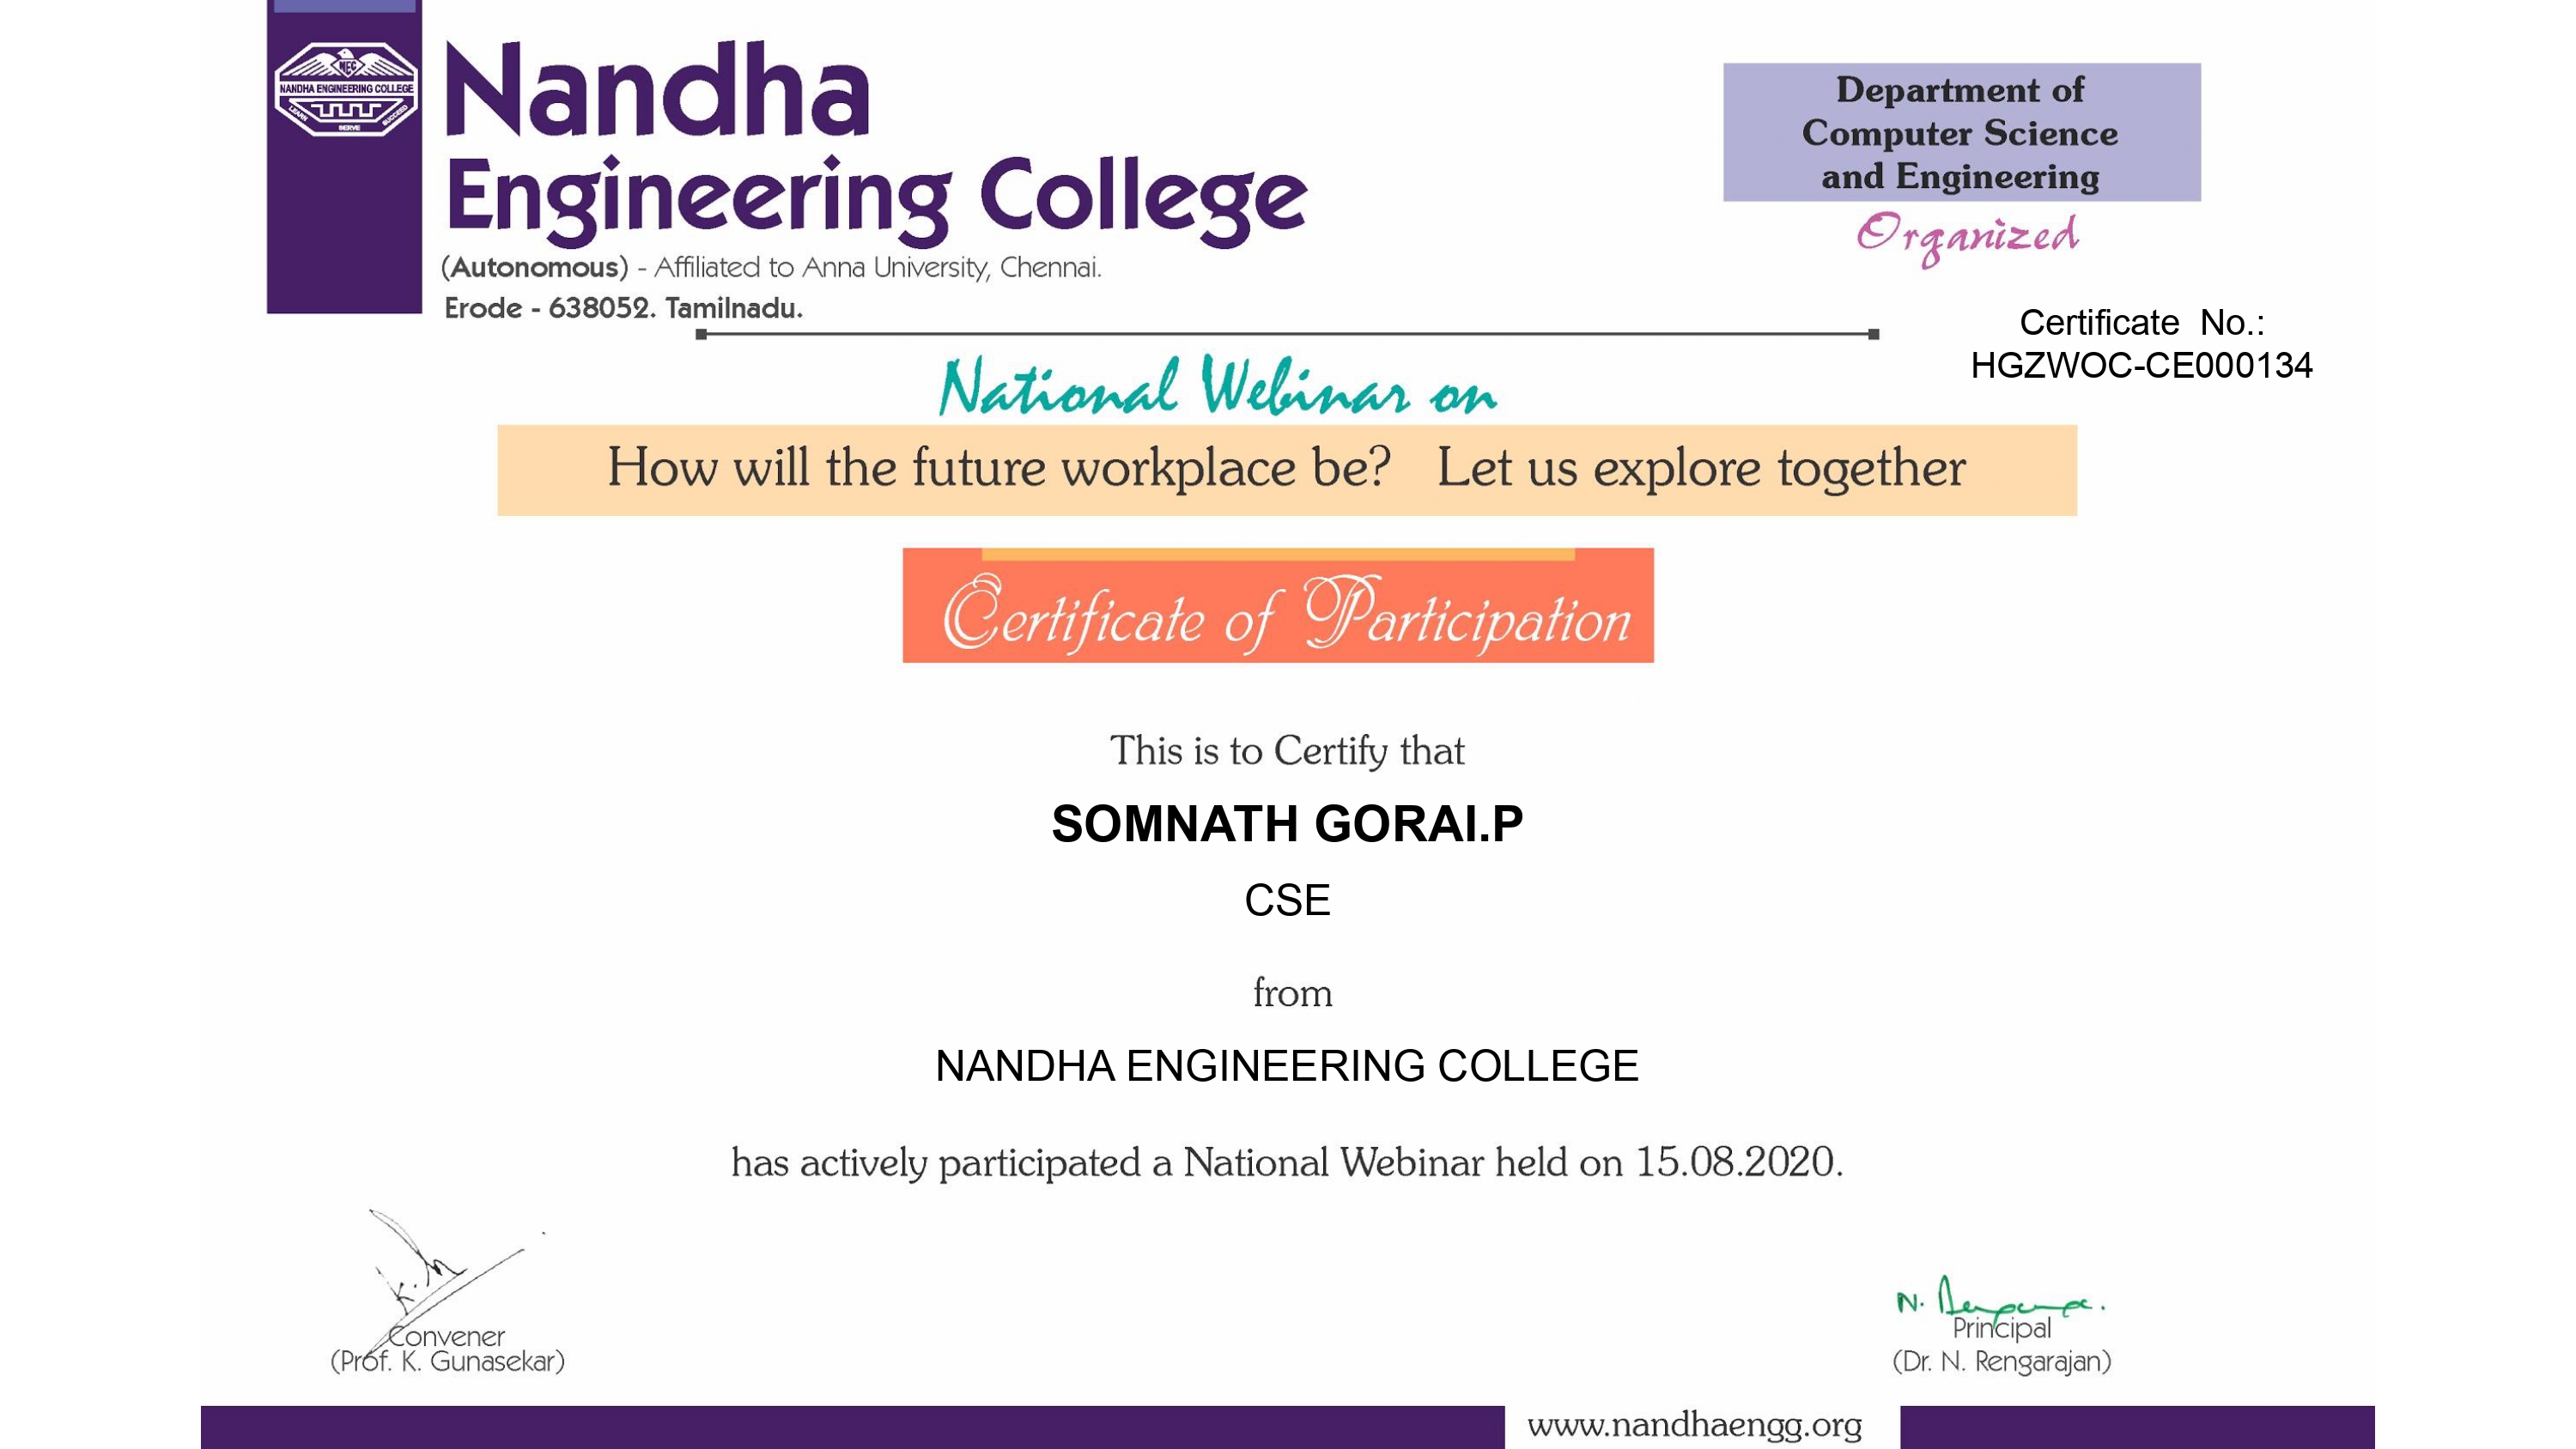 NEC
NANDHA ENGINEERING COLLEGE
LEARN
SERVE
SUCCEED
Nandha
Engineering College
(Autonomous) - Affiliated to Anna University, Chennai.
Erode - 638052. Tamilnadu.
Department of
Computer Science
and Engineering
Organized
Certificate No.:
HGZWOC-CE000134
National Webinar on
How will the future workplace be? Let us explore together
Certificate of Participation
This is to Certify that
SOMNATH GORAI.P
CSE
from
NANDHA ENGINEERING COLLEGE
has actively participated a National Webinar held on 15.08.2020.
Convener
(Prof. K. Gunasekar)
N.
Principal
(Dr. N. Rengarajan)
www.nandhaengg.org